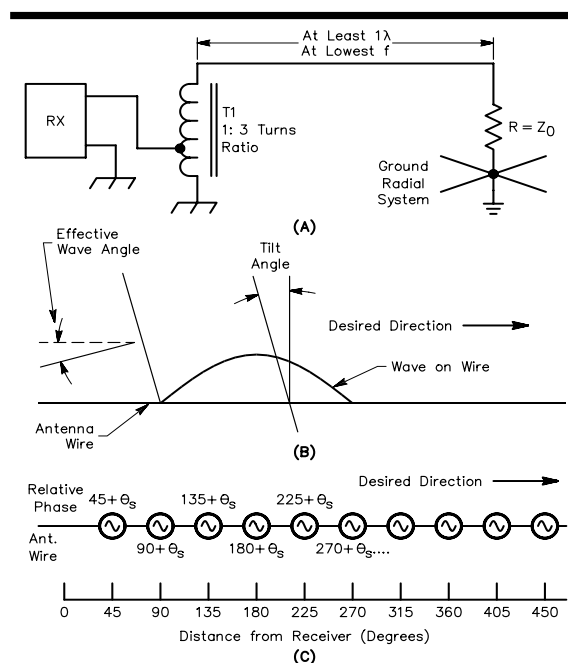 At Least 1λ
At Lowest f
RX
T1
1: 3 Turns
Ratio
R = Z0
Ground
Radial
System
(A)
Effective
Wave Angle
Tilt
Angle
Desired Direction
Wave on Wire
Antenna
Wire
(B)
Desired Direction
Relative
Phase
45+ θs
135+ θs
225+ θs
Ant.
Wire
90+ θs
180+ θs
270+ θs....
0 45 90 135 180 225 270 315 360 405 450
Distance from Receiver (Degrees)
(C)